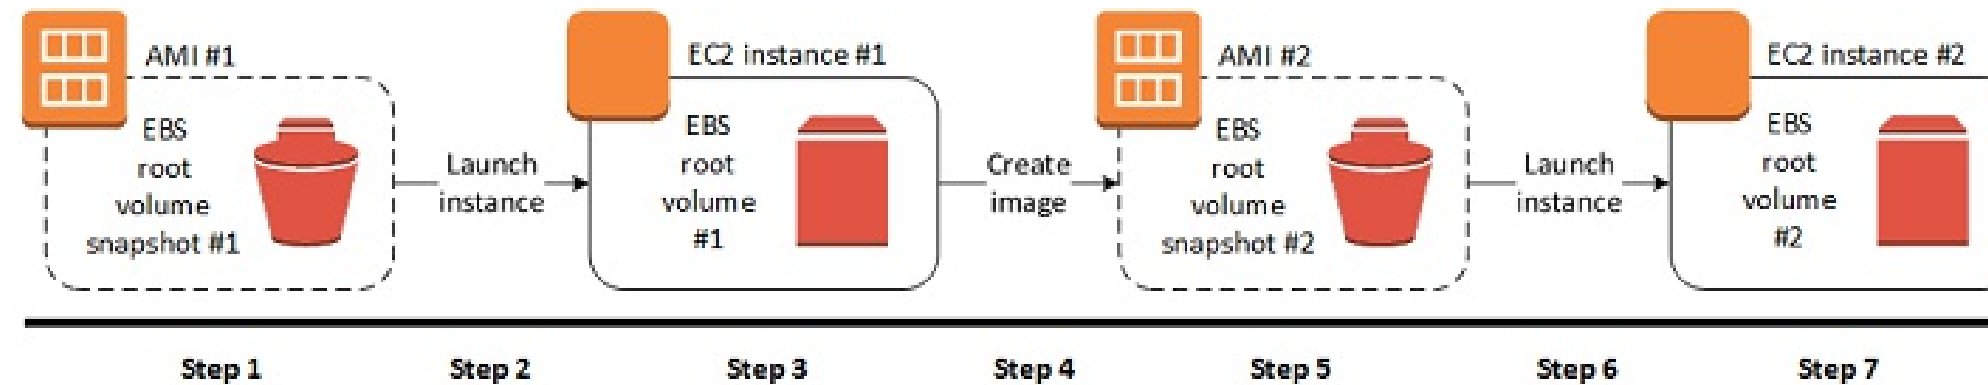 AMI #1
EBS
root
volume
snapshot #1
Launch
instance
EC2 instance #1
EBS
root
volume
#1
Create
image
AMI #2
EBS
root
volume
snapshot #2
Launch
instance
EC2 instance #2
EBS
root
volume
#2
Step 1
Step 2
Step 3
Step 4
Step 5
Step 6
Step 7